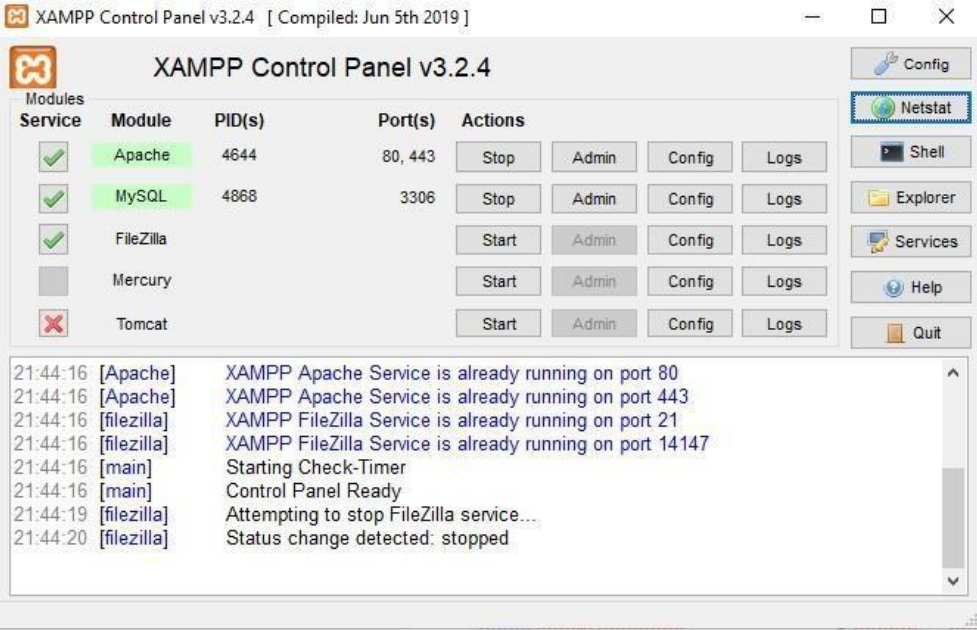 XAMPP Control Panel v3.2.4 [ Compiled: Jun 5th 2019 ]
XAMPP Control Panel v3.2.4
Config
Modules
Service Module PID(s) Port(s) Actions
Netstat
Apache 4644 80, 443 Stop Admin Config Logs
Shell
MySQL 4868 3306 Stop Admin Config Logs
Explorer
FileZilla Start Admin Config Logs
Services
Mercury Start Admin Config Logs
Help
Tomcat Start Admin Config Logs
Quit
21:44:16 [Apache] XAMPP Apache Service is already running on port 80
21:44:16 [Apache] XAMPP Apache Service is already running on port 443
21:44:16 [filezilla] XAMPP FileZilla Service is already running on port 21
21:44:16 [filezilla] XAMPP FileZilla Service is already running on port 14147
21:44:16 [main] Starting Check-Timer
21:44:16 [main] Control Panel Ready
21:44:19 [filezilla] Attempting to stop FileZilla service...
21:44:20 [filezilla] Status change detected: stopped